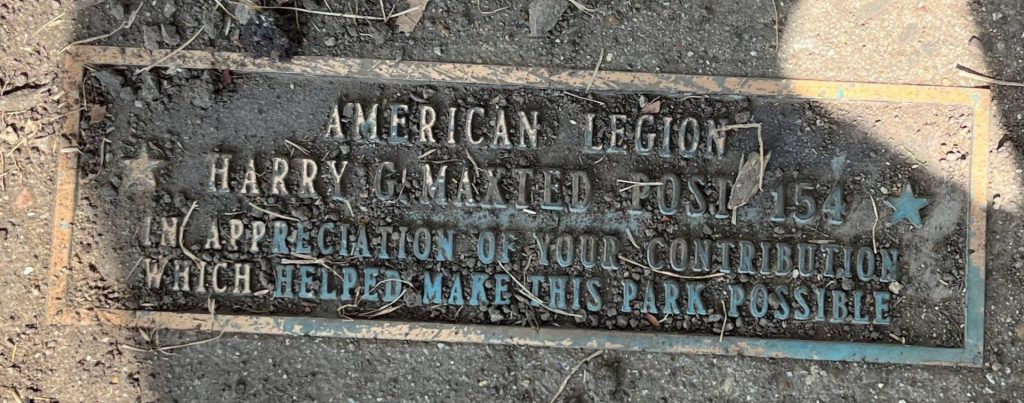 AMERICAN LEGION
HARRY G. MAXTED POST 154
IN APPRECIATION OF YOUR CONTRIBUTION
WHICH HELPED MAKE THIS PARK POSSIBLE